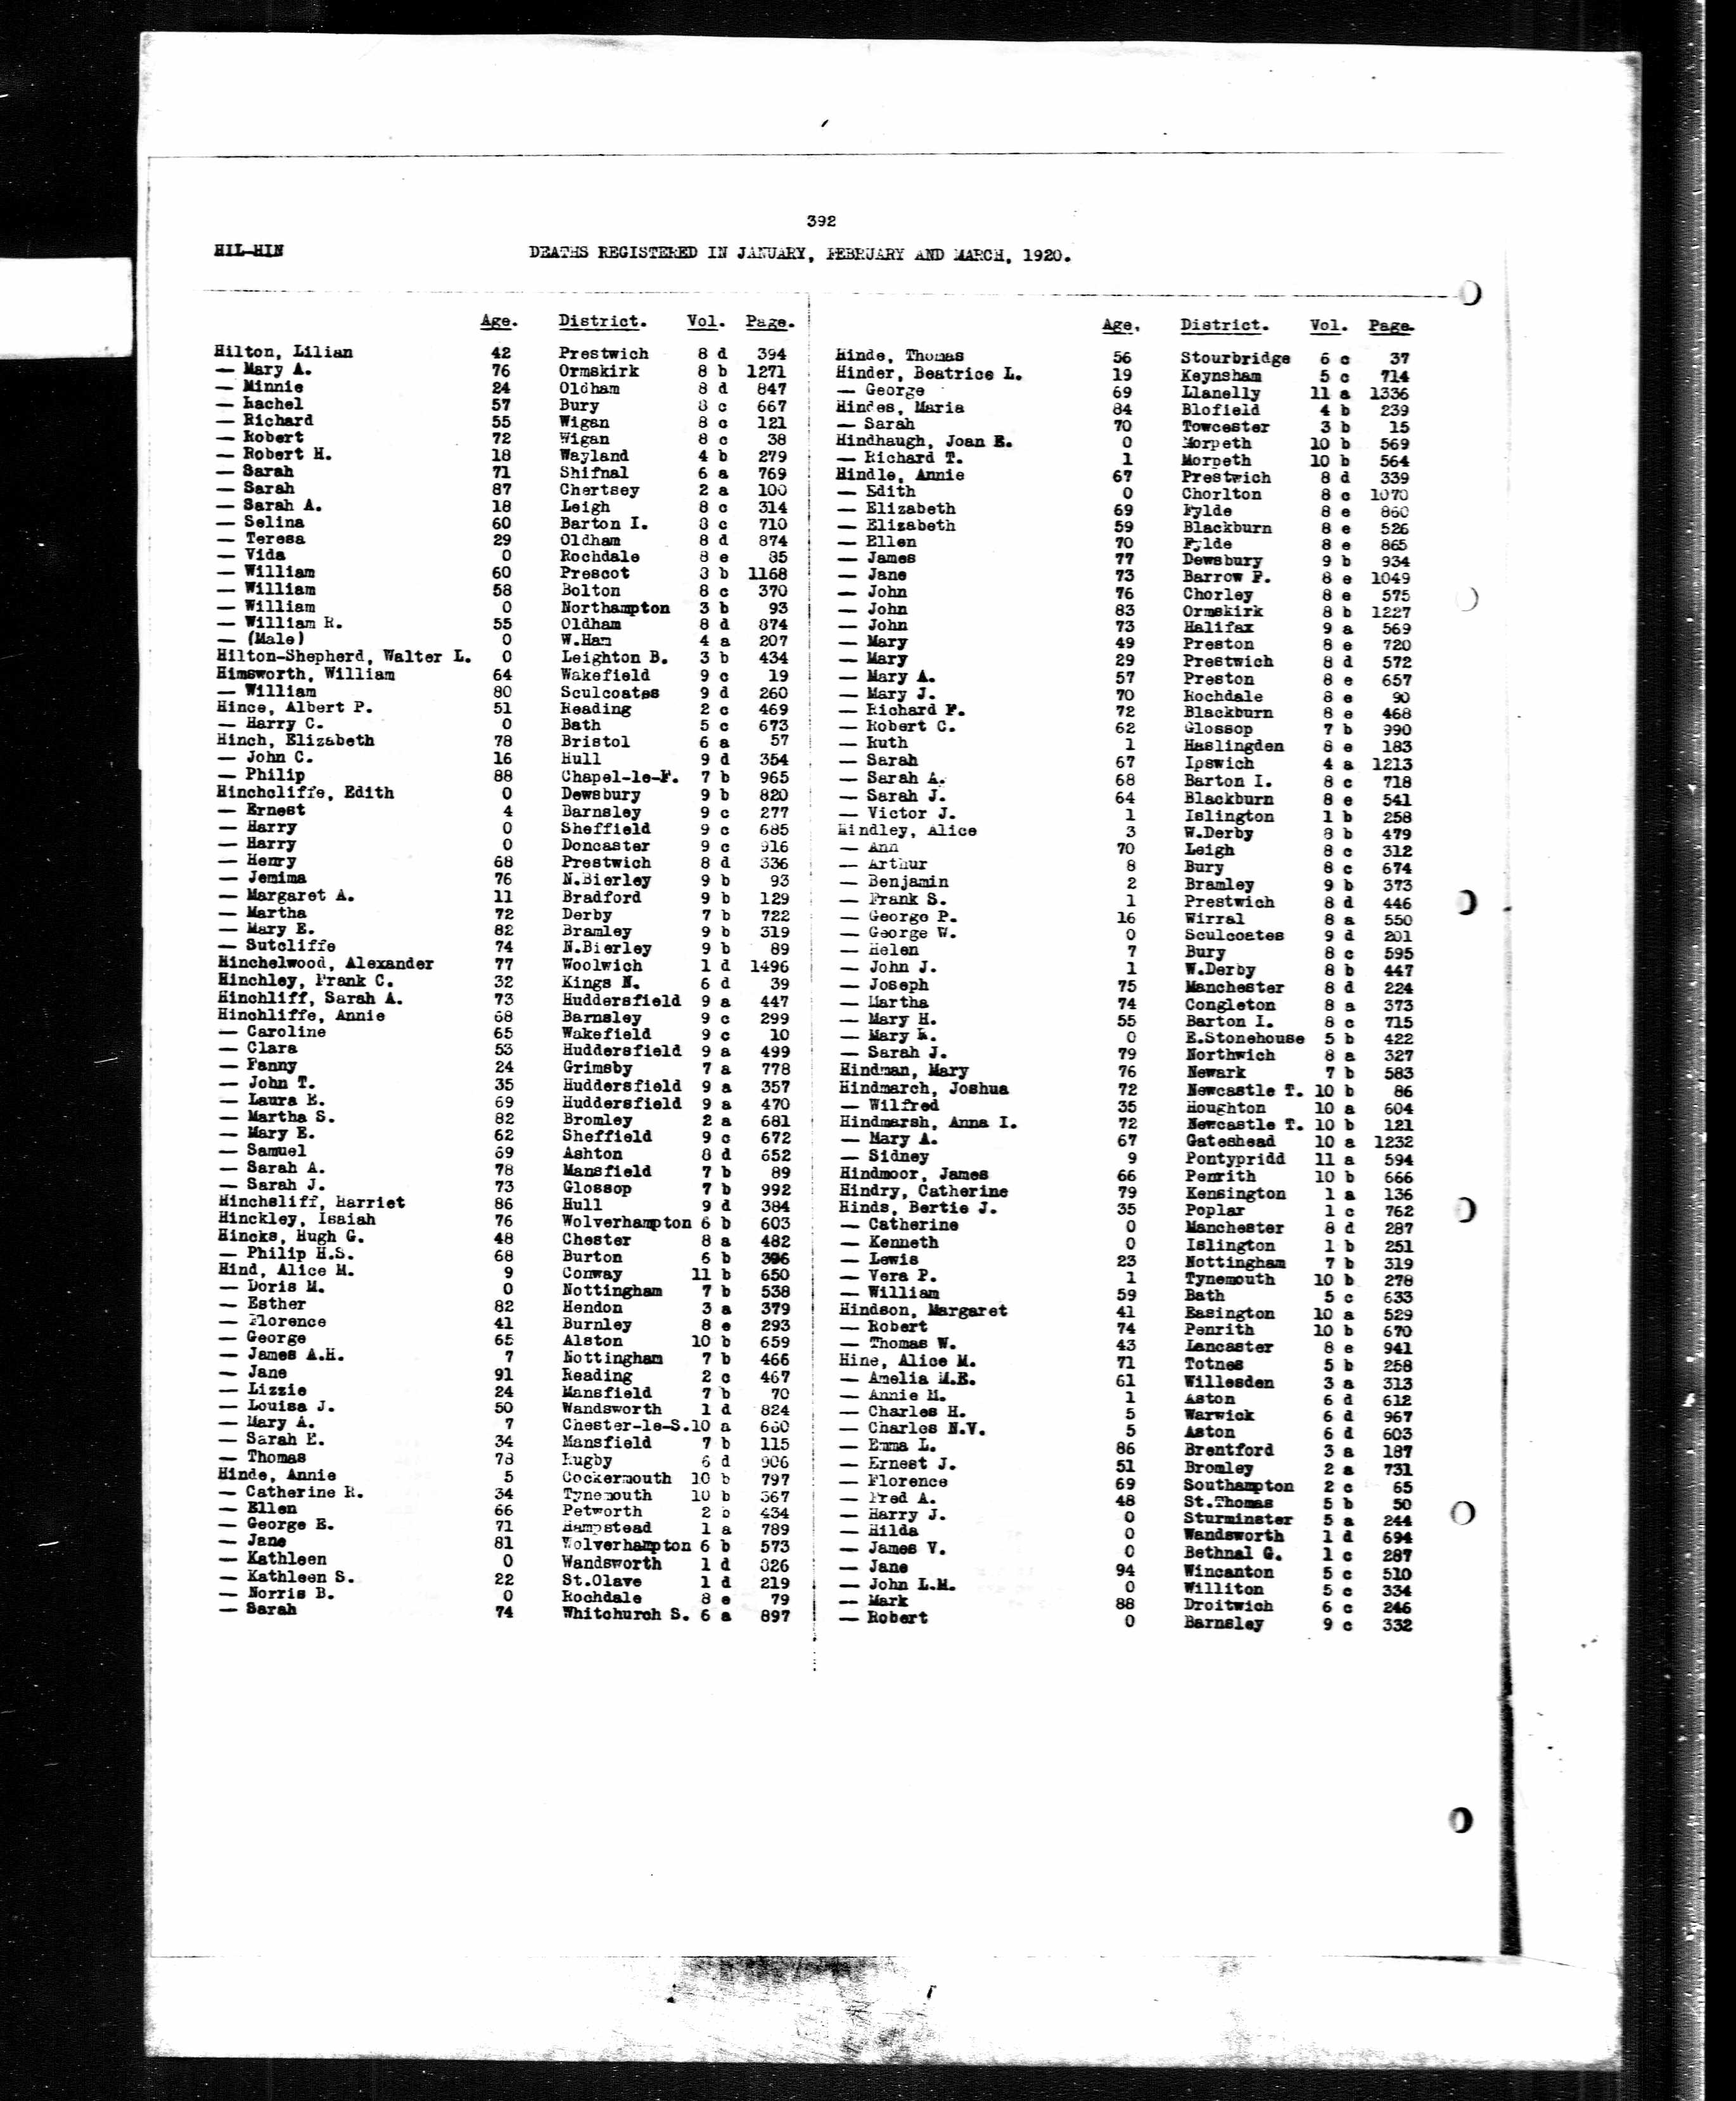 392
HIL-HIN
DEATHS REGISTERED IN JANUARY, FEBRUARY AND MARCH, 1920.
Age. District. Vol. Page.
Hilton, Lilian 42 Prestwich 8 d 394
— Mary A. 76 Ormskirk 8 b 1271
— Minnie 24 Oldham 8 d 847
— Rachel 57 Bury 8 c 667
— Richard 55 Wigan 8 c 121
— Robert 72 Wigan 8 c 38
— Robert H. 18 Wayland 4 b 279
— Sarah 71 Shifnal 6 a 769
— Sarah 87 Chertsey 2 a 100
— Sarah A. 18 Leigh 8 c 314
— Selina 60 Barton I. 8 c 710
— Teresa 29 Oldham 8 d 874
— Vida 0 Rochdale 8 e 85
— William 60 Prescot 8 b 1168
— William 58 Bolton 8 c 370
— William 0 Northampton 3 b 93
— William R. 55 Oldham 8 d 874
— (Male) 0 W.Ham 4 a 207
Hilton-Shepherd, Walter L. 0 Leighton B. 3 b 434
Himsworth, William 64 Wakefield 9 c 19
— William 80 Sculcoates 9 d 260
Hince, Albert P. 51 Reading 2 c 469
— Harry C. 0 Bath 5 c 673
Hinch, Elizabeth 78 Bristol 6 a 57
— John C. 16 Hull 9 d 354
— Philip 88 Chapel-le-F. 7 b 965
Hinchcliffe, Edith 0 Dewsbury 9 b 820
— Ernest 4 Barnsley 9 c 277
— Harry 0 Sheffield 9 c 685
— Harry 0 Doncaster 9 c 916
— Henry 68 Prestwich 8 d 336
— Jemima 76 N.Bierley 9 b 93
— Margaret A. 11 Bradford 9 b 129
— Martha 72 Derby 7 b 722
— Mary E. 82 Bramley 9 b 319
— Sutcliffe 74 N.Bierley 9 b 89
Hinchelwood, Alexander 77 Woolwich 1 d 1496
Hinchley, Frank C. 32 Kings N. 6 d 39
Hinchliff, Sarah A. 73 Huddersfield 9 a 447
Hinchliffe, Annie 68 Barnsley 9 c 299
— Caroline 65 Wakefield 9 c 10
— Clara 53 Huddersfield 9 a 499
— Fanny 24 Grimsby 7 a 778
— John T. 35 Huddersfield 9 a 357
— Laura E. 69 Huddersfield 9 a 470
— Martha S. 82 Bromley 2 a 681
— Mary E. 62 Sheffield 9 c 672
— Samuel 69 Ashton 8 d 652
— Sarah A. 78 Mansfield 7 b 89
— Sarah J. 73 Glossop 7 b 992
Hinchsliff, Harriet 86 Hull 9 d 384
Hinckley, Isaiah 76 Wolverhampton 6 b 603
Hincks, Hugh G. 48 Chester 8 a 482
— Philip H.S. 68 Burton 6 b
Hind, Alice M. 9 Conway 11 b 650
— Doris M. 0 Nottingham 7 b 538
— Esther 82 Hendon 3 a 379
— Florence 41 Burnley 8 e 293
— George 65 Alston 10 b 659
— James A.H. 7 Nottingham 7 b 466
— Jane 91 Reading 2 c 467
— Lizzie 24 Mansfield 7 b 70
— Louisa J. 50 Wandsworth 1 d 824
— Mary A. 7 Chester-le-S. 10 a 660
— Sarah E. 34 Mansfield 7 b 115
— Thomas 78 Rugby 6 d 906
Hinde, Annie 5 Cockermouth 10 b 797
— Catherine R. 34 Tynemouth 10 b 367
— Ellen 66 Petworth 2 b 434
— George E. 71 Hampstead 1 a 789
— Jane 81 Wolverhampton 6 b 573
— Kathleen 0 Wandsworth 1 d 826
— Kathleen S. 22 St.Olave 1 d 219
— Norris B. 0 Rochdale 8 e 79
— Sarah 74 Whitchurch S. 6 a 897
Age. District. Vol. Page.
Hinde, Thomas 56 Stourbridge 6 c 37
Hinder, Beatrice L. 19 Keynsham 5 c 714
— George 69 Llanelly 11 a 1336
Hindes, Maria 84 Blofield 4 b 239
— Sarah 70 Towcester 3 b 15
Hindhaugh, Joan E. 0 Morpeth 10 b 569
— Richard T. 1 Morpeth 10 b 564
Hindle, Annie 67 Prestwich 8 d 339
— Edith 0 Chorlton 8 c 1070
— Elizabeth 69 Fylde 8 e 860
— Elizabeth 59 Blackburn 8 e 526
— Ellen 70 Fylde 8 e 865
— James 77 Dewsbury 9 b 934
— Jane 73 Barrow F. 8 e 1049
— John 76 Chorley 8 e 575
— John 83 Ormskirk 8 b 1227
— John 73 Halifax 9 a 569
— Mary 49 Preston 8 e 720
— Mary 29 Prestwich 8 d 572
— Mary A. 57 Preston 8 e 657
— Mary J. 70 Rochdale 8 e 90
— Richard F. 72 Blackburn 8 e 468
— Robert C. 62 Glossop 7 b 990
— Ruth 1 Haslingden 8 e 183
— Sarah 67 Ipswich 4 a 1213
— Sarah A. 68 Barton I. 8 c 718
— Sarah J. 64 Blackburn 8 e 541
— Victor J. 1 Islington 1 b 258
Hindley, Alice 3 W.Derby 8 b 479
— Ann 70 Leigh 8 c 312
— Arthur 8 Bury 8 c 674
— Benjamin 2 Bramley 9 b 373
— Frank S. 1 Prestwich 8 d 446
— George P. 16 Wirral 8 a 550
— George W. 0 Sculcoates 9 d 201
— Helen 7 Bury 8 c 595
— John J. 1 W.Derby 8 b 447
— Joseph 75 Manchester 8 d 224
— Martha 74 Congleton 8 a 373
— Mary H. 55 Barton I. 8 c 715
— Mary K. 0 E.Stonehouse 5 b 422
— Sarah J. 79 Northwich 8 a 327
Hindman, Mary 76 Newark 7 b 583
Hindmarch, Joshua 72 Newcastle T. 10 b 86
— Wilfred 35 Houghton 10 a 604
Hindmarsh, Anna I. 72 Newcastle T. 10 b 121
— Mary A. 67 Gateshead 10 a 1232
— Sidney 9 Pontypridd 11 a 594
Hindmoor, James 66 Penrith 10 b 666
Hindry, Catherine 79 Kensington 1 a 136
Hinds, Bertie J. 35 Poplar 1 c 762
— Catherine 0 Manchester 8 d 287
— Kenneth 0 Islington 1 b 251
— Lewis 23 Nottingham 7 b 319
— Vera P. 1 Tynemouth 10 b 278
— William 59 Bath 5 c 633
Hindson, Margaret 41 Easington 10 a 529
— Robert 74 Penrith 10 b 670
— Thomas W. 43 Lancaster 8 e 941
Hine, Alice M. 71 Totnes 5 b 258
— Amelia M.E. 61 Willesden 3 a 313
— Annie M. 1 Aston 6 d 612
— Charles H. 5 Warwick 6 d 967
— Charles N.V. 5 Aston 6 d 603
— Emma L. 86 Brentford 3 a 187
— Ernest J. 51 Bromley 2 a 731
— Florence 69 Southampton 2 c 65
— Fred A. 48 St.Thomas 5 b 50
— Harry J. 0 Sturminster 5 a 244
— Hilda 0 Wandsworth 1 d 694
— James V. 0 Bethnal G. 1 c 287
— Jane 94 Wincanton 5 c 510
— John L.M. 0 Williton 5 c 334
— Mark 88 Droitwich 6 c 246
— Robert 0 Barnsley 9 c 332